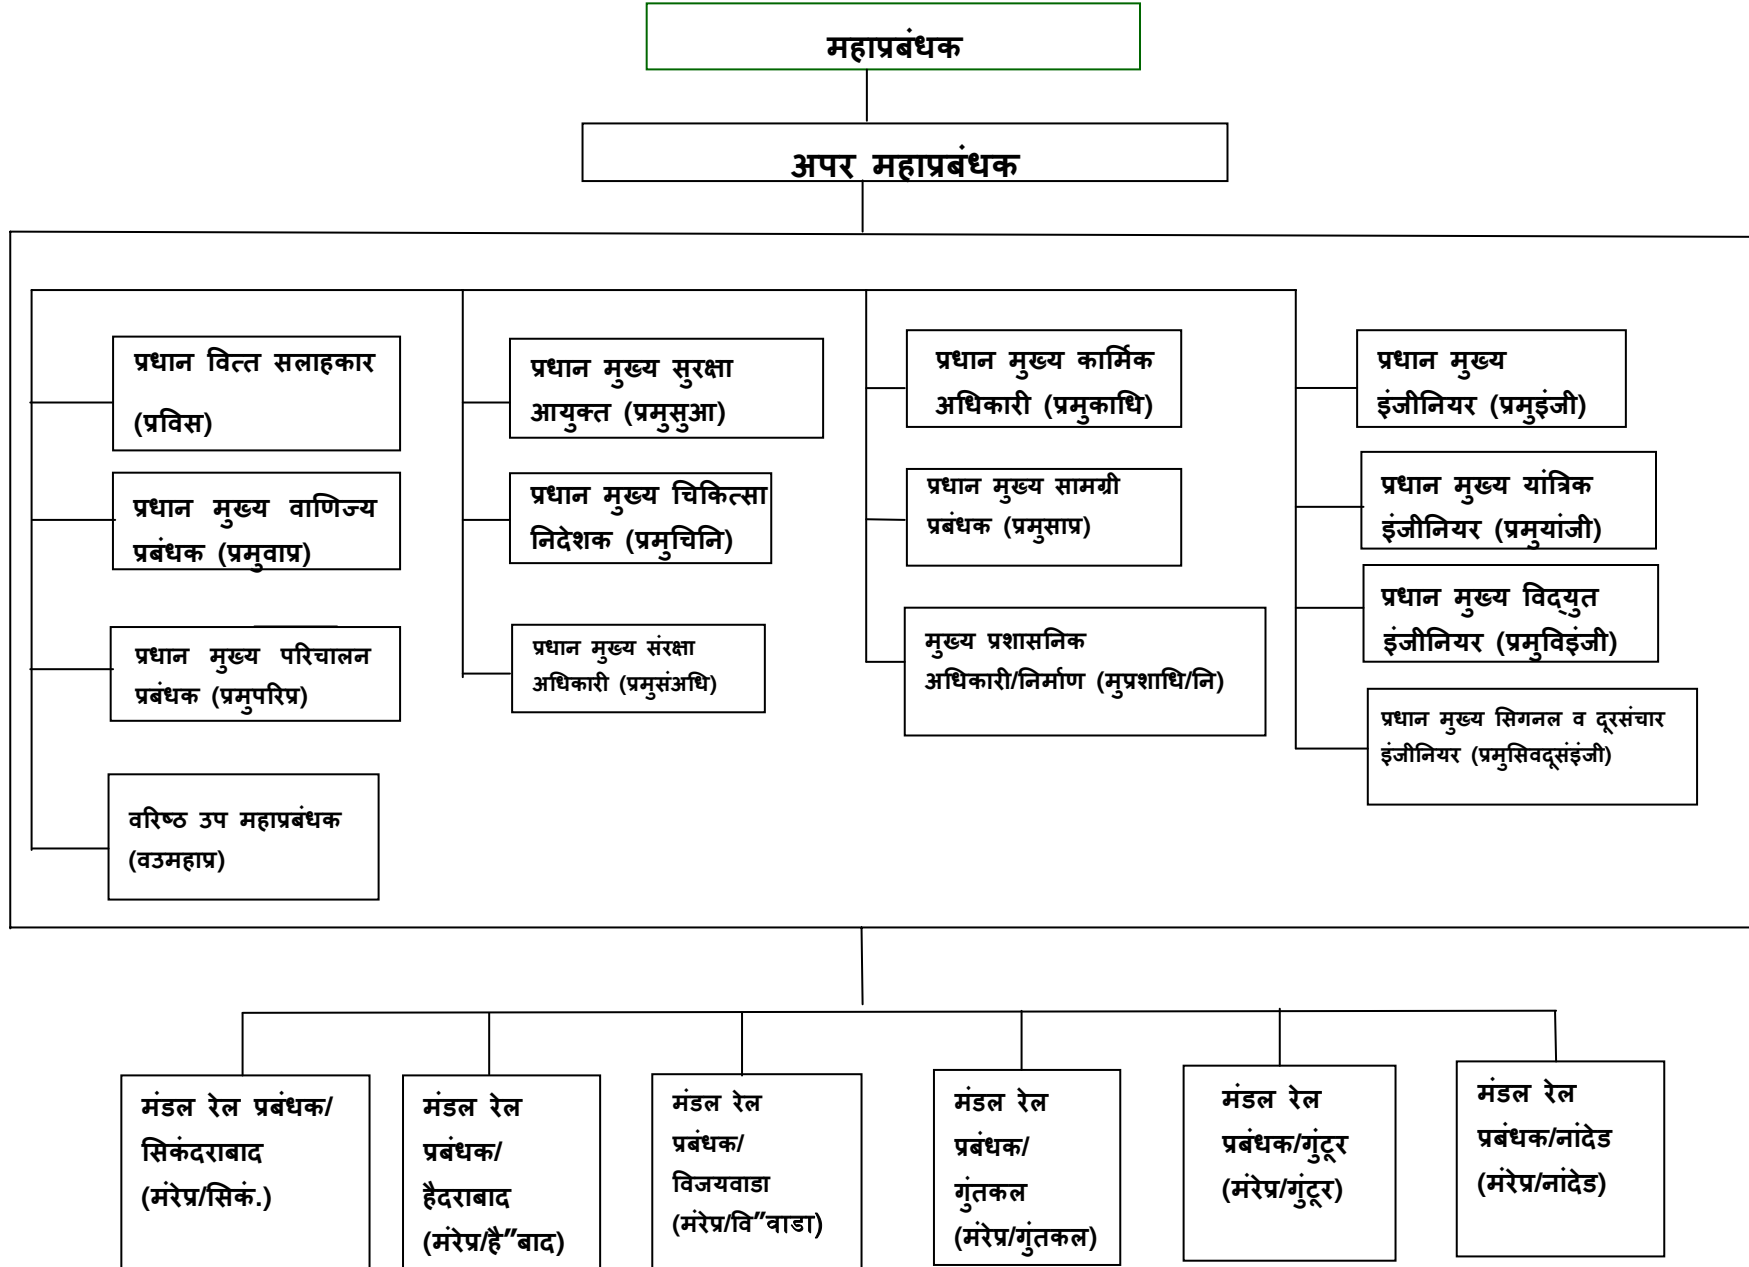 महाप्रबंधक
अपर महाप्रबंधक
प्रधान वित्त सलाहकार
(प्रविस)
प्रधान मुख्य वाणिज्य
प्रबंधक (प्रमुवाप्र)
प्रधान मुख्य परिचालन
प्रबंधक (प्रमुपरिप्र)
वरिष्ठ उप महाप्रबंधक
(वउमहाप्र)
प्रधान मुख्य सुरक्षा
आयुक्त (प्रमुसुआ)
प्रधान मुख्य चिकित्सा
निदेशक (प्रमुचिनि)
प्रधान मुख्य संरक्षा
अधिकारी (प्रमुसंअधि)
प्रधान मुख्य कार्मिक
अधिकारी (प्रमुकाधि)
प्रधान मुख्य सामग्री
प्रबंधक (प्रमुसाप्र)
मुख्य प्रशासनिक
अधिकारी/निर्माण (मुप्रशाधि/नि)
प्रधान मुख्य
इंजीनियर (प्रमुइंजी)
प्रधान मुख्य यांत्रिक
इंजीनियर (प्रमुयांजी)
प्रधान मुख्य विद्‌युत
इंजीनियर (प्रमुविइंजी)
प्रधान मुख्य सिगनल व दूरसंचार
इंजीनियर (प्रमुसिवदूसंइंजी)
मंडल रेल प्रबंधक/
सिकंदराबाद
(मंरेप्र/सिकं.)
मंडल रेल
प्रबंधक/
हैदराबाद
(मंरेप्र/है″बाद)
मंडल रेल
प्रबंधक/
विजयवाडा
(मंरेप्र/वि″वाडा)
मंडल रेल
प्रबंधक/
गुंतकल
(मंरेप्र/गुंतकल)
मंडल रेल
प्रबंधक/गुंटूर
(मंरेप्र/गुंटूर)
मंडल रेल
प्रबंधक/नांदेड
(मंरेप्र/नांदेड)